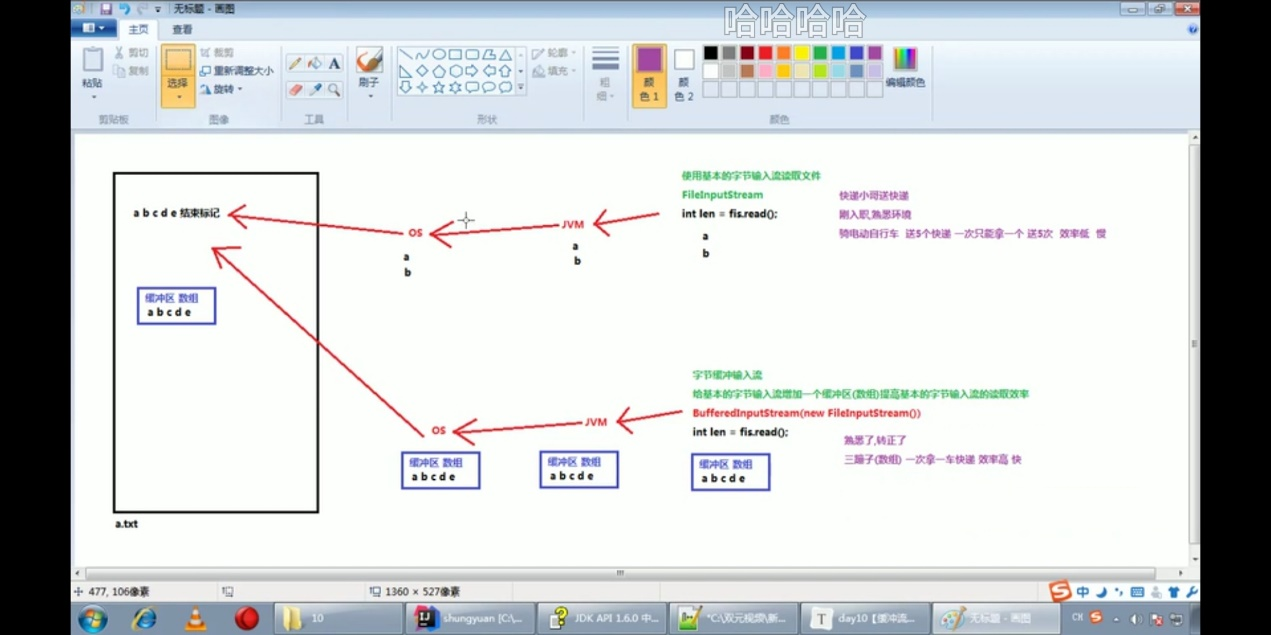 哈哈哈哈
无标题 - 画图
主页
查看
粘贴
剪切
复制
剪贴板
选择
裁剪
重新调整大小
旋转
图像
A
工具
刷子
轮廓
填充
形状
粗细
颜色 1
颜色 2
编辑颜色
颜色
a b c d e 结束标记
缓冲区 数组
a b c d e
a.txt
OS
a
b
JVM
a
b
使用基本的字节输入流读取文件
FileInputStream
int len = fis.read();
a
b
快递小哥送快递
刚入职,熟悉环境
骑电动自行车 送5个快递 一次只能拿一个 送5次 效率低 慢
字节缓冲输入流
给基本的字节输入流增加一个缓冲区(数组)提高基本的字节输入流的读取效率
BufferedInputStream(new FileInputStream())
int len = fis.read();
OS
JVM
缓冲区 数组
a b c d e
缓冲区 数组
a b c d e
缓冲区 数组
a b c d e
熟悉了,转正了
三蹦子(数组) 一次拿一车快递 效率高 快
477, 106像素
1360 × 527像素
中
10
shungyuan [C:\...
JDK API 1.6.0 中...
*C:\双元视频\新...
day10【缓冲流...
无标题 - 画图
CH